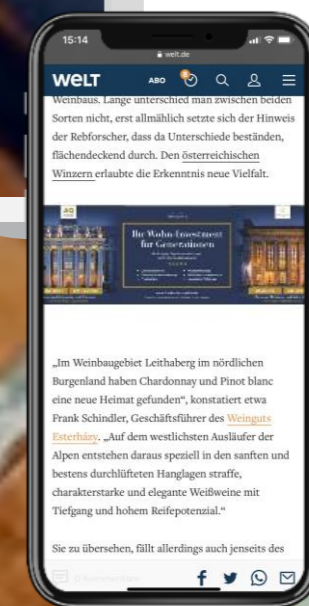 15:14
welt.de
WELT
ABO
8
Weinbaus. Lange unterschied man zwischen beiden
Sorten nicht, erst allmählich setzte sich der Hinweis
der Rebforscher, dass da Unterschiede beständen,
flächendeckend durch. Den österreichischen
Winzern erlaubte die Erkenntnis neue Vielfalt.
Ihr Wohn-Investment
für Generationen
„Im Weinbaugebiet Leithaberg im nördlichen
Burgenland haben Chardonnay und Pinot blanc
eine neue Heimat gefunden“, konstatiert etwa
Frank Schindler, Geschäftsführer des Weinguts
Esterházy. „Auf dem westlichsten Ausläufer der
Alpen entstehen daraus speziell in den sanften und
bestens durchlüfteten Hanglagen straffe,
charakterstarke und elegante Weißweine mit
Tiefgang und hohem Reifepotenzial.“
Sie zu übersehen, fällt allerdings auch jenseits des